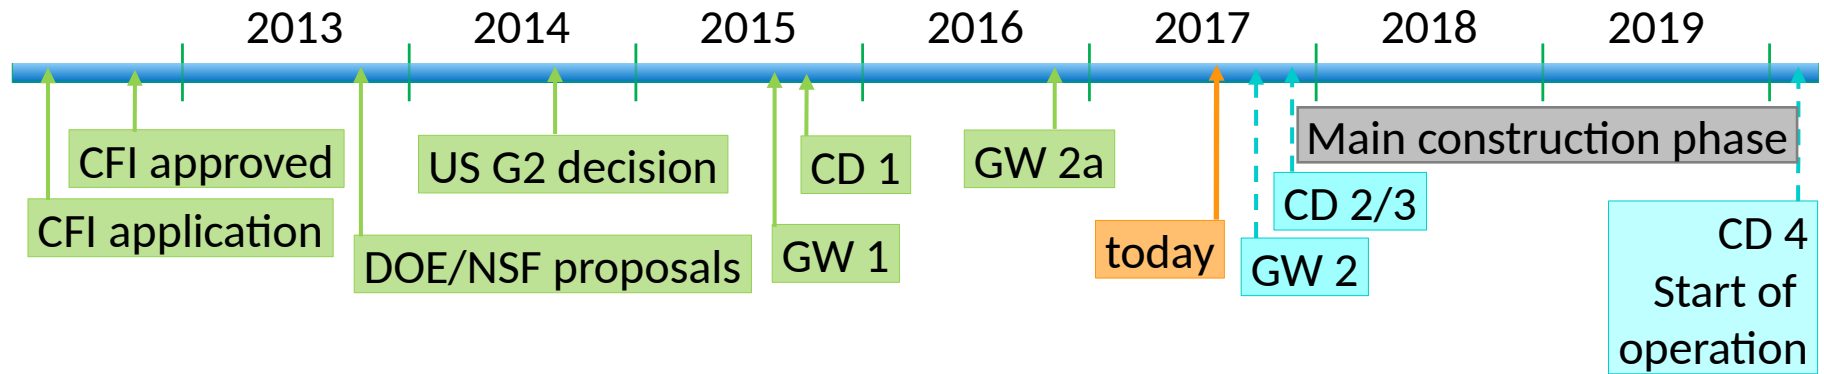 2013 2014 2015 2016 2017 2018 2019
Main construction phase
CFI approved
US G2 decision
CD 1
GW 2a
CD 2/3
CFI application
DOE/NSF proposals
GW 1
today
GW 2
CD 4
Start of
operation